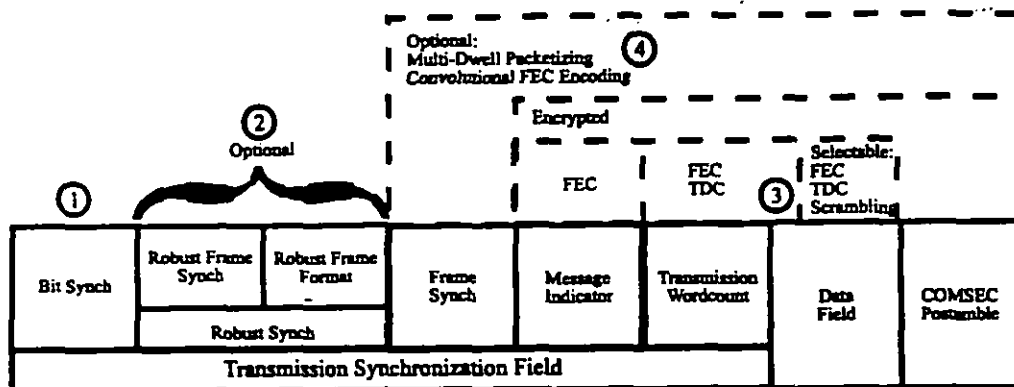 Optional:
Multi-Dwell Packetizing
Convolutional FEC Encoding
4
Encrypted
2
Optional
FEC
FEC
TDC
Selectable:
FEC
TDC
Scrambling
1
3
Bit Synch
Robust Frame
Synch
Robust Frame
Format
Robust Synch
Frame
Synch
Message
Indicator
Transmission
Wordcount
Data
Field
COMSEC
Postamble
Transmission Synchronization Field